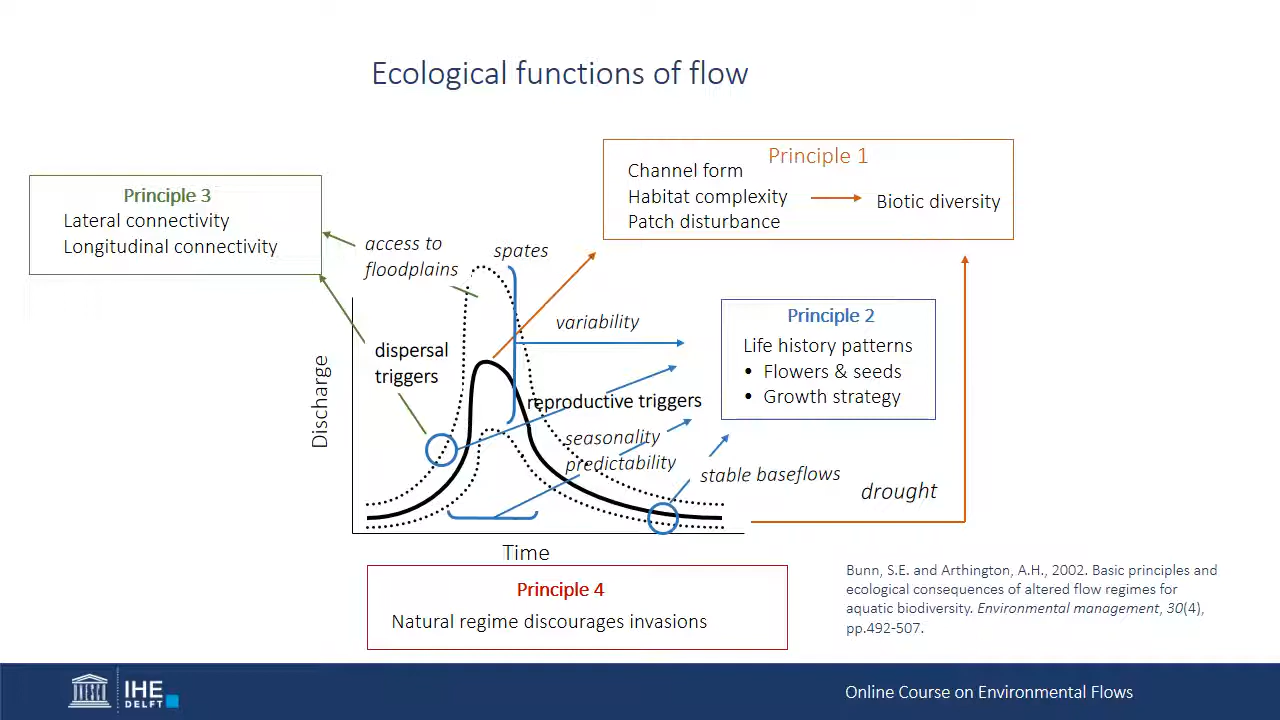 Ecological functions of flow
Principle 1
Channel form
Habitat complexity
Patch disturbance
Biotic diversity
Principle 3
Lateral connectivity
Longitudinal connectivity
access to
floodplains
spates
variability
Principle 2
Life history patterns
• Flowers & seeds
• Growth strategy
dispersal
triggers
reproductive triggers
seasonality
predictability
stable baseflows
drought
Discharge
Time
Principle 4
Natural regime discourages invasions
Bunn, S.E. and Arthington, A.H., 2002. Basic principles and
ecological consequences of altered flow regimes for
aquatic biodiversity. Environmental management, 30(4),
pp.492-507.
UNESCO
IHE
DELFT
Online Course on Environmental Flows